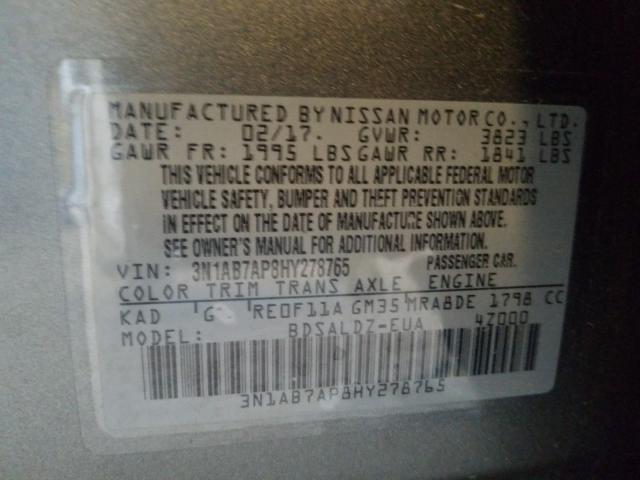 MANUFACTURED BY NISSAN MOTOR CO., LTD.
DATE: 02/17. GVWR: 3823 LBS
GAWR FR: 1995 LBS GAWR RR: 1841 LBS
THIS VEHICLE CONFORMS TO ALL APPLICABLE FEDERAL MOTOR
VEHICLE SAFETY, BUMPER AND THEFT PREVENTION STANDARDS
IN EFFECT ON THE DATE OF MANUFACTURE SHOWN ABOVE.
SEE OWNER'S MANUAL FOR ADDITIONAL INFORMATION.
VIN: 3N1AB7AP8HY278765 PASSENGER CAR.
COLOR TRIM TRANS AXLE ENGINE
KAD G RE0F11A GM35 MRA8DE 1798 CC
MODEL: BDSALDZ-EUA 4Z000
3N1AB7AP8HY278765